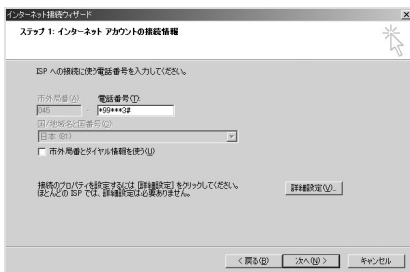 インターネット接続ウィザード
ステップ 1: インターネット アカウントの接続情報
ISP への接続に使う電話番号を入力してください。
市外局番(A) 電話番号(T):
045 - *99***3#
国/地域名と国番号(C)
日本 (81)
市外局番とダイヤル情報を使う(U)
接続のプロパティを設定するには [詳細設定] をクリックしてください。
ほとんどの ISP では、詳細設定は必要ありません。
詳細設定(V)...
< 戻る(B) 次へ(N) > キャンセル